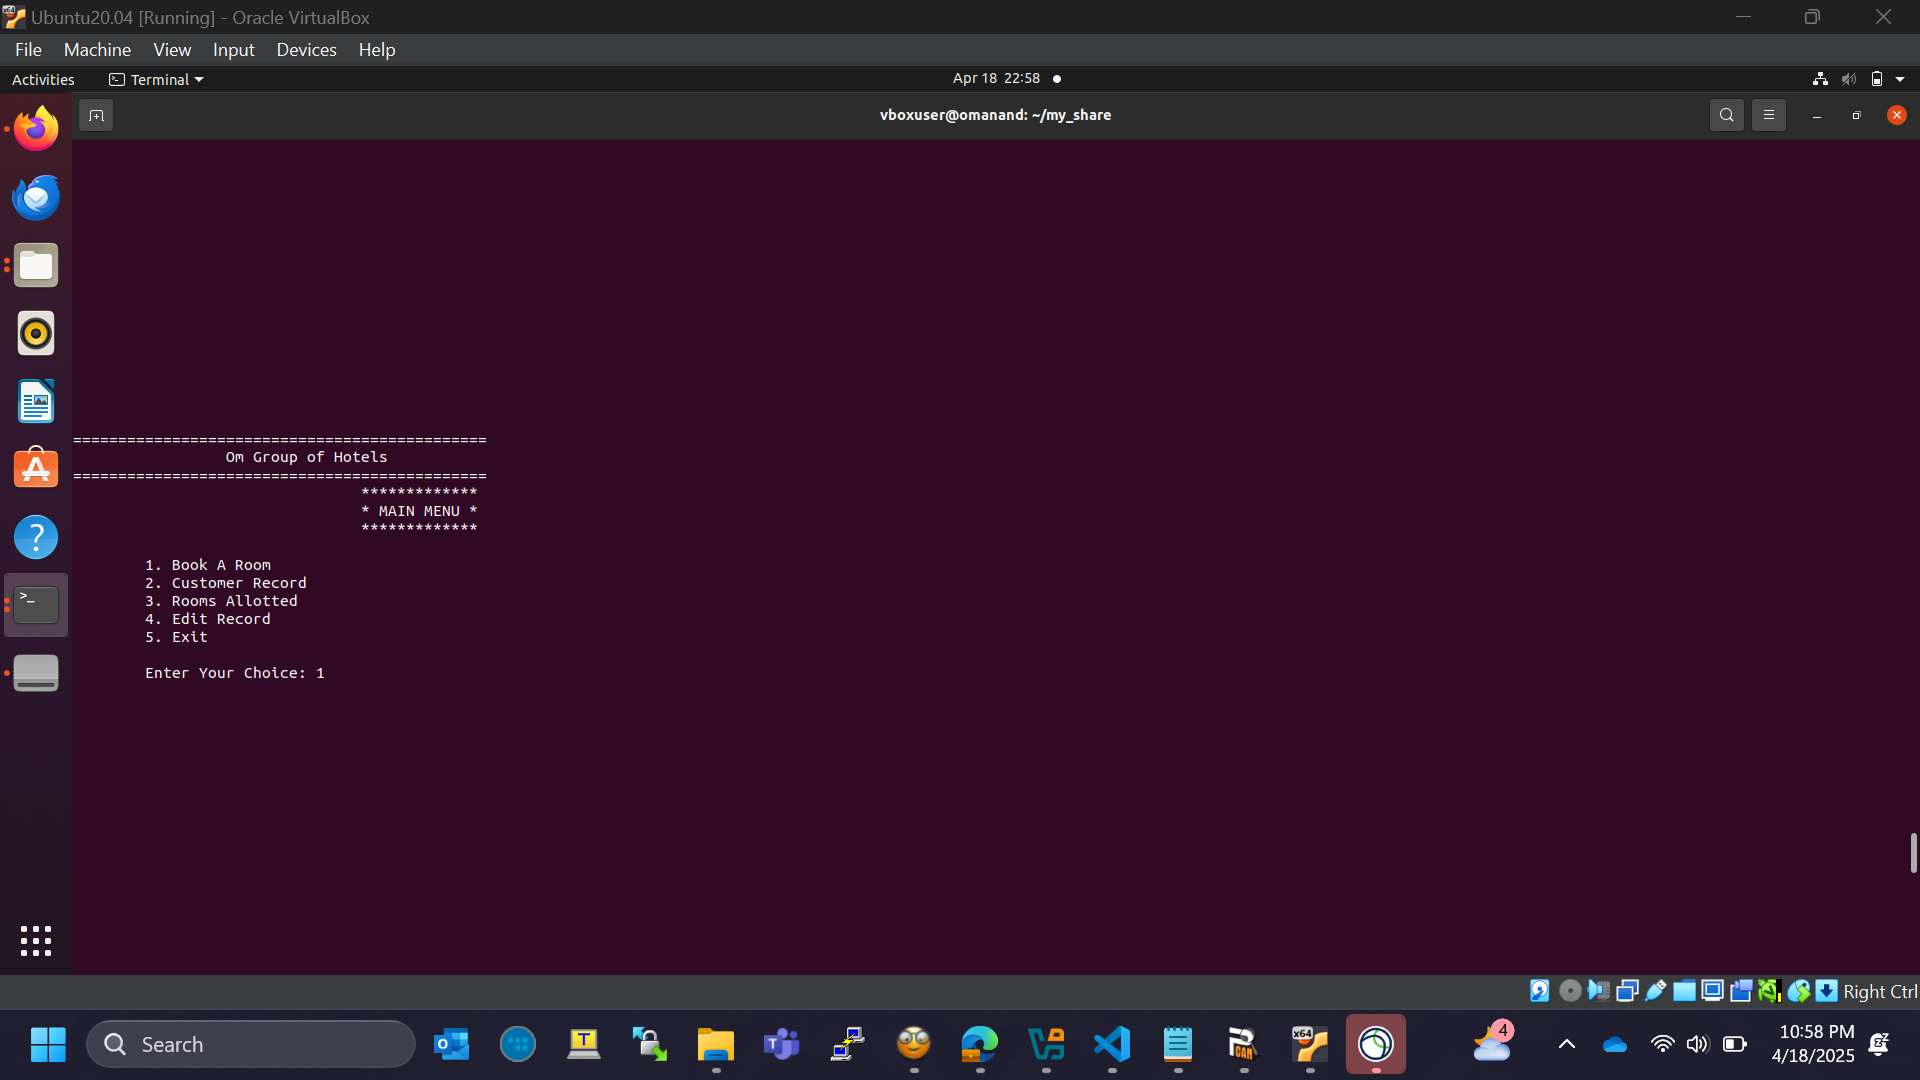 Ubuntu20.04 [Running] - Oracle VirtualBox
File Machine View Input Devices Help
Activities Terminal Apr 18 22:58
vboxuser@omanand: ~/my_share
==============================================
Om Group of Hotels
==============================================
*************
* MAIN MENU *
*************
1. Book A Room
2. Customer Record
3. Rooms Allotted
4. Edit Record
5. Exit
Enter Your Choice: 1
Right Ctrl
Search
4
10:58 PM
4/18/2025